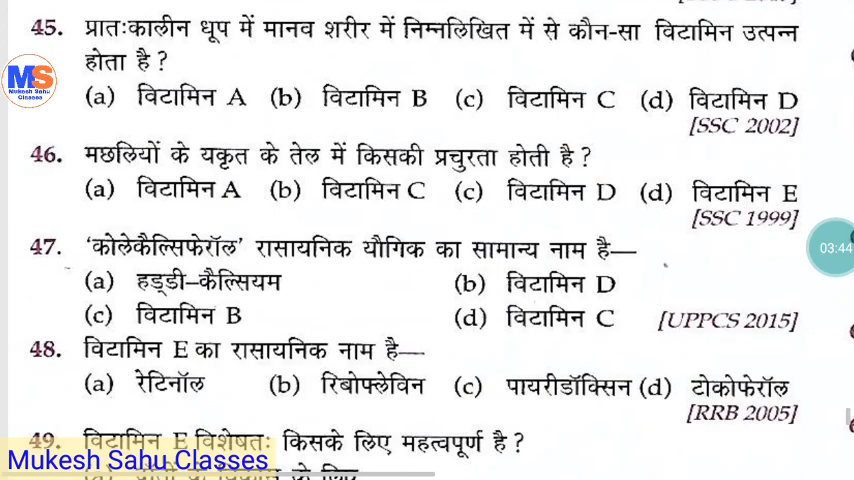 45. प्रातःकालीन धूप में मानव शरीर में निम्नलिखित में से कौन-सा विटामिन उत्पन्न
होता है ?
(a) विटामिन A (b) विटामिन B (c) विटामिन C (d) विटामिन D
[SSC 2002]
46. मछलियों के यकृत के तेल में किसकी प्रचुरता होती है ?
(a) विटामिन A (b) विटामिन C (c) विटामिन D (d) विटामिन E
[SSC 1999]
47. 'कोलेकैल्सिफेरॉल' रासायनिक यौगिक का सामान्य नाम है—
(a) हड्डी–कैल्सियम (b) विटामिन D
(c) विटामिन B (d) विटामिन C [UPPCS 2015]
48. विटामिन E का रासायनिक नाम है—
(a) रेटिनॉल (b) रिबोफ्लेविन (c) पायरीडॉक्सिन (d) टोकोफेरॉल
[RRB 2005]
49. विटामिन E विशेषतः किसके लिए महत्वपूर्ण है ?
MS
Mukesh Sahu
Classes
03:44
Mukesh Sahu Classes